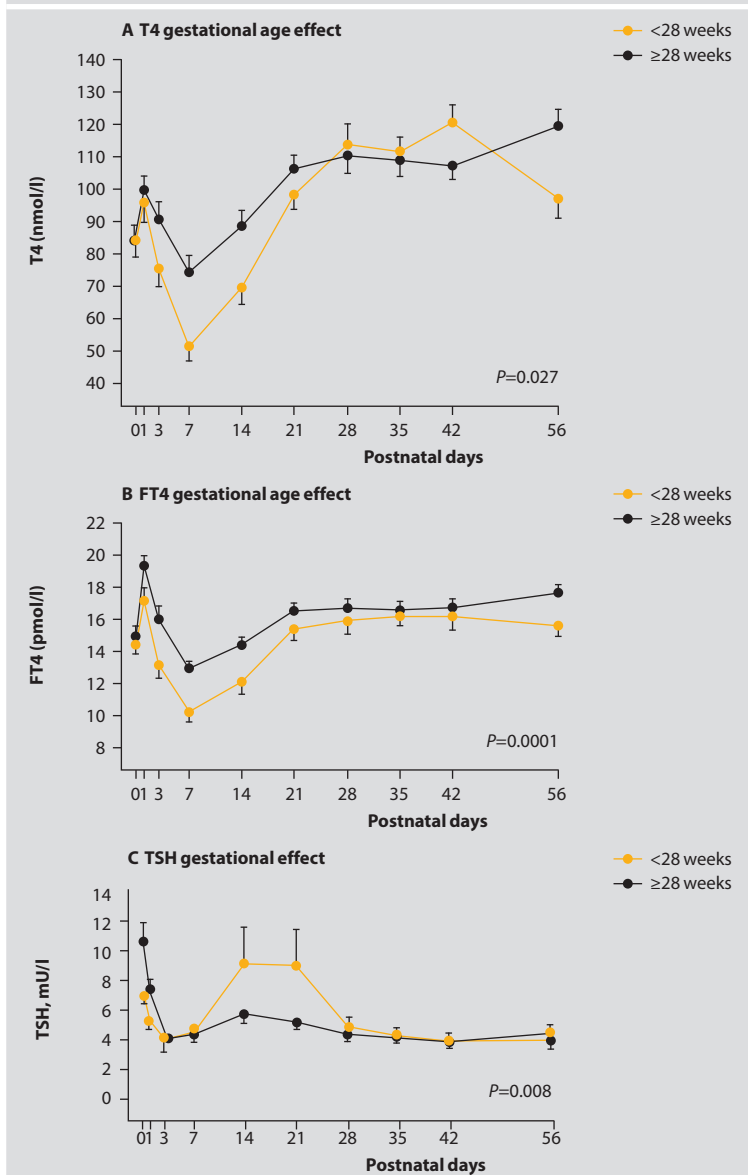 A T4 gestational age effect
<28 weeks
≥28 weeks
140
130
120
110
100
90
80
70
60
50
40
T4 (nmol/l)
P=0.027
0 1 3 7 14 21 28 35 42 56
Postnatal days
B FT4 gestational age effect
<28 weeks
≥28 weeks
22
20
18
16
14
12
10
8
FT4 (pmol/l)
P=0.0001
0 1 3 7 14 21 28 35 42 56
Postnatal days
C TSH gestational effect
<28 weeks
≥28 weeks
14
12
10
8
6
4
2
0
TSH, mU/l
P=0.008
0 1 3 7 14 21 28 35 42 56
Postnatal days